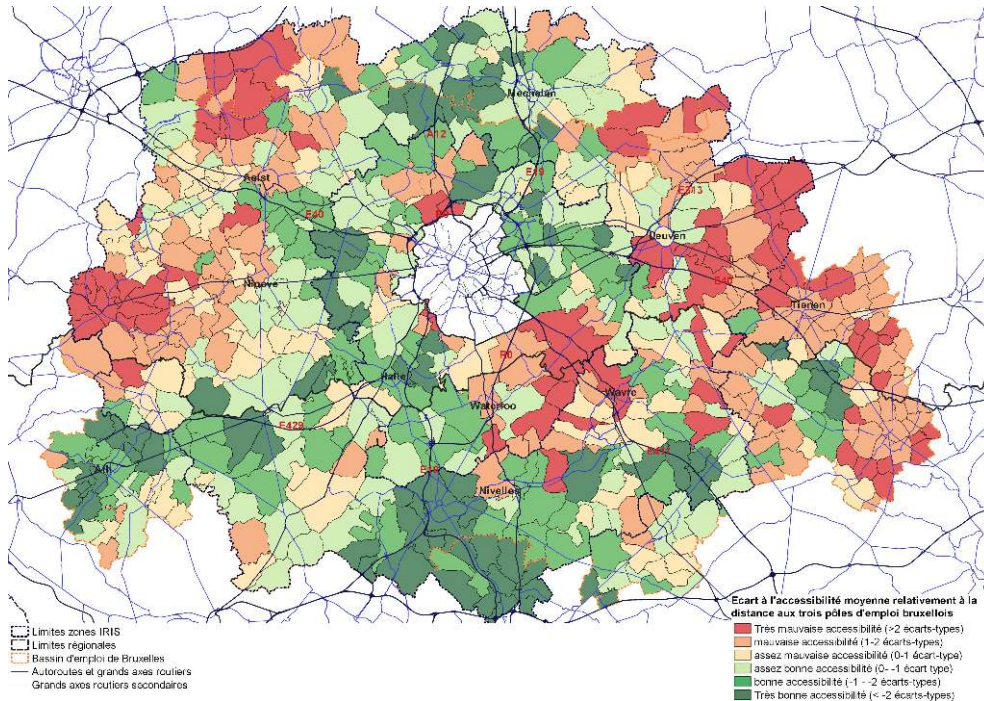 Mechelen
A12
E19
Aalst
E313
E40
Leuven
Ninove
E40
Tienen
R0
Halle
Wavre
Waterloo
E429
E411
Ath
E19
Nivelles
Ecart à l'accessibilité moyenne relativement à la
distance aux trois pôles d'emploi bruxellois
Très mauvaise accessibilité (>2 écarts-types)
mauvaise accessibilité (1-2 écarts-types)
assez mauvaise accessibilité (0-1 écart-type)
assez bonne accessibilité (0- -1 écart type)
bonne accessibilité (-1 - -2 écarts-types)
Très bonne accessibilité (< -2 écarts-types)
Limites zones IRIS
Limites régionales
Bassin d'emploi de Bruxelles
Autoroutes et grands axes routiers
Grands axos routiers secondaires